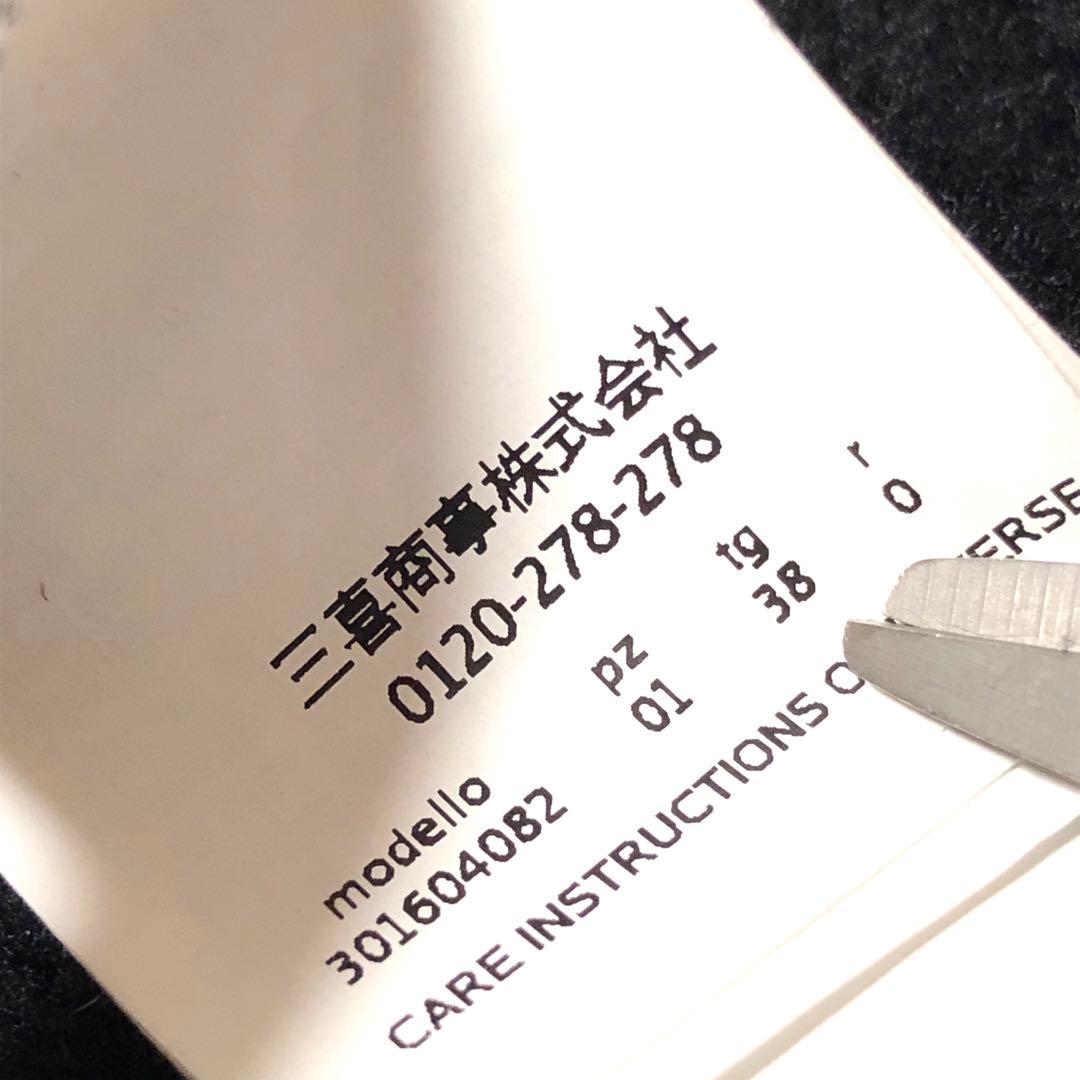 三喜商事株式会社
0120-278-278
modello pz tg r
301604082 01 38 0
CARE INSTRUCTIONS